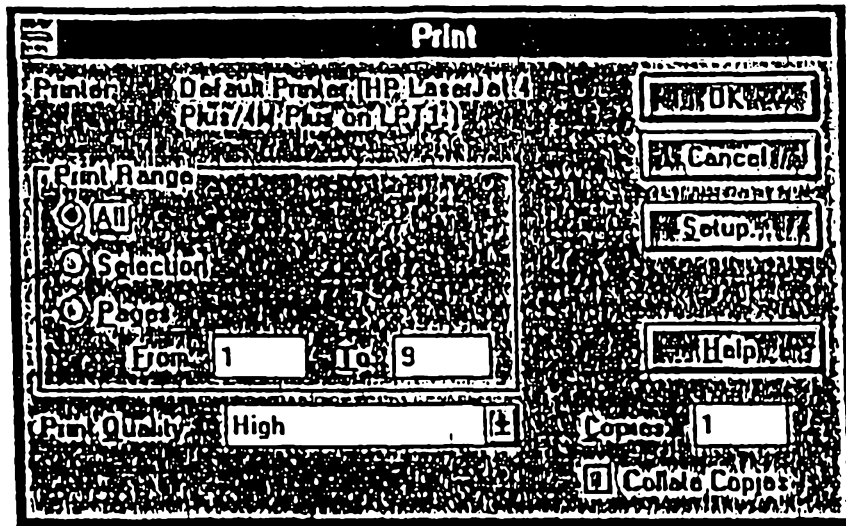 Print
Printer: Default Printer (HP LaserJet 4
Plus/4M Plus on LPT1:)
OK
Cancel
Print Range
All
Setup...
Selection
Pages
From: 1 To: 9
Help
Print Quality: High
Copies: 1
Collate Copies